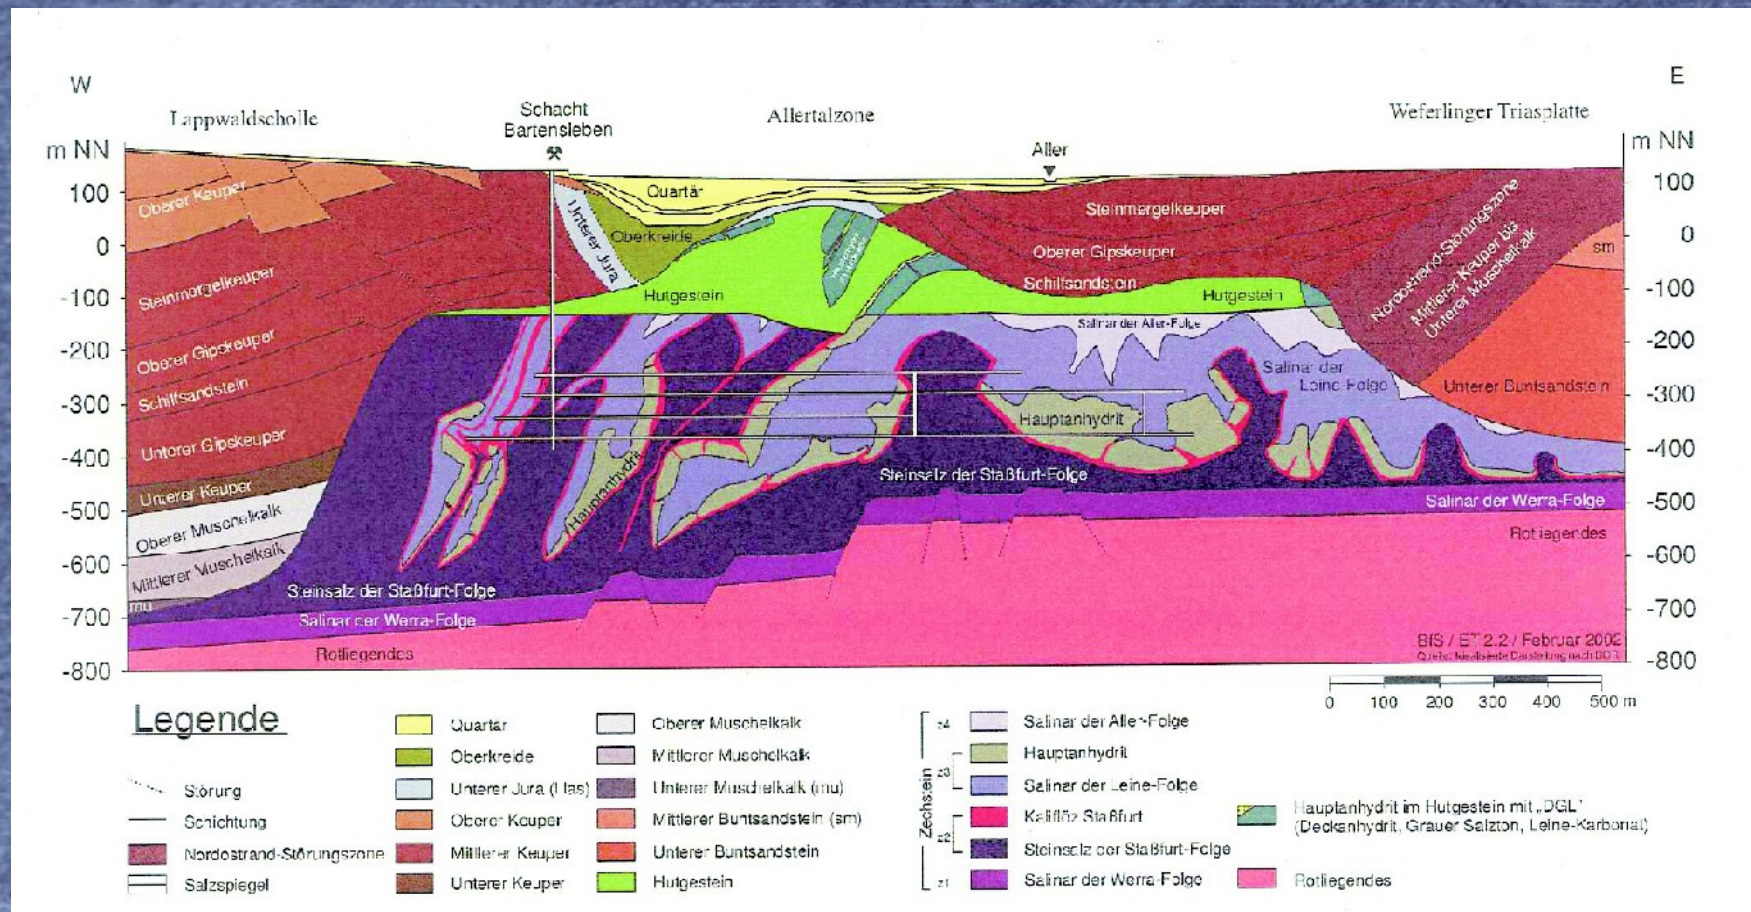 W
E
Lappwaldscholle
Schacht
Bartensleben
Allertalzone
Weferlinger Triasplatte
m NN
Aller
m NN
100
0
-100
-200
-300
-400
-500
-600
-700
-800
100
0
-100
-200
-300
-400
-500
-600
-700
-800
Oberer Keuper
Steinmergelkeuper
Oberer Gipskeuper
Schilfsandstein
Unterer Gipskeuper
Unterer Keuper
Oberer Muschelkalk
Mittlerer Muschelkalk
mu
Quartär
Unterer Jura
Oberkreide
Hutgestein
Steinmergelkeuper
Oberer Gipskeuper
Schilfsandstein
Hutgestein
Nordostrand-Störungszone
Mittlerer Keuper bis
Unterer Muschelkalk
sm
Salinar der Aller-Folge
Salinar der
Leine-Folge
Unterer Buntsandstein
Hauptanhydrit
Hauptanhydrit
Steinsalz der Staßfurt-Folge
Salinar der Werra-Folge
Rotliegendes
Steinsalz der Staßfurt-Folge
Salinar der Werra-Folge
Rotliegendes
BfS / ET 2.2 / Februar 2002
0 100 200 300 400 500 m
Legende
Störung
Schichtung
Nordostrand-Störungszone
Salzspiegel
Quartär
Oberkreide
Unterer Jura (Lias)
Oberer Keuper
Mittlerer Keuper
Unterer Keuper
Oberer Muschelkalk
Mittlerer Muschelkalk
Unterer Muschelkalk (mu)
Mittlerer Buntsandstein (sm)
Unterer Buntsandstein
Hutgestein
Zechstein
z4
z3
z2
z1
Salinar der Aller-Folge
Hauptanhydrit
Salinar der Leine-Folge
Kaliflöz Staßfurt
Steinsalz der Staßfurt-Folge
Salinar der Werra-Folge
Hauptanhydrit im Hutgestein mit „DGL"
(Deckanhydrit, Grauer Salzton, Leine-Karbonat)
Rotliegendes